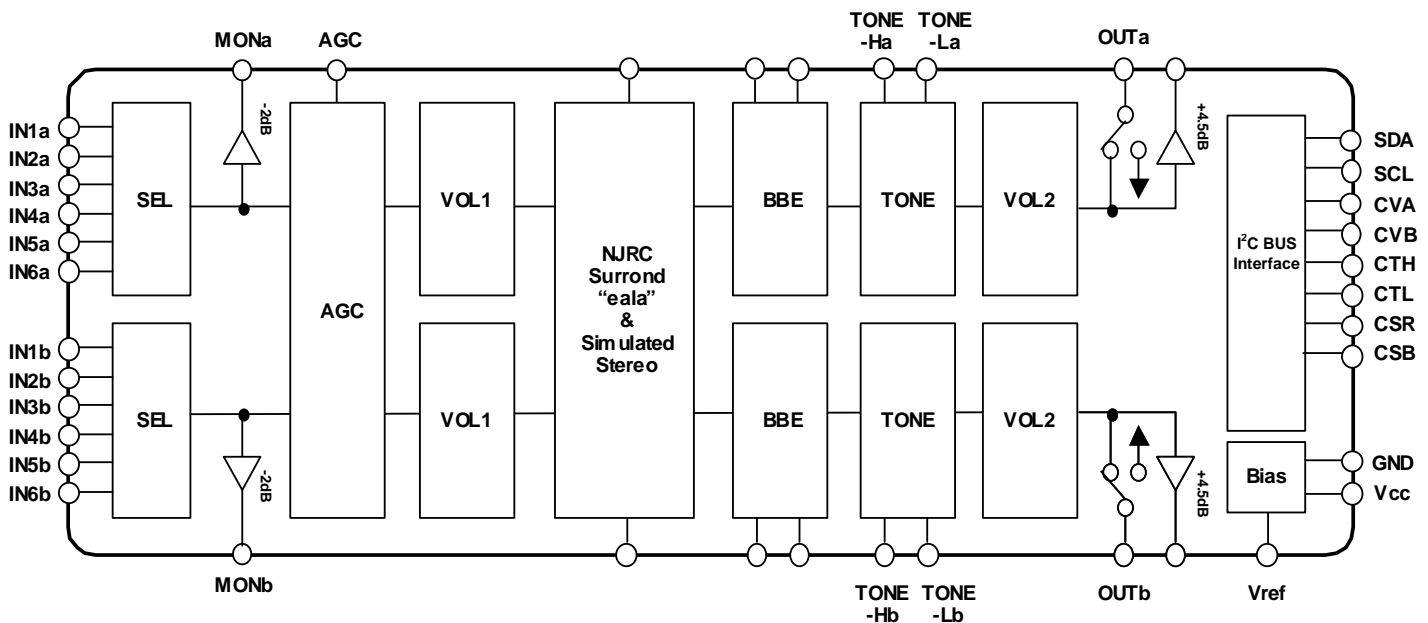 TONE TONE
-Ha -La
MONa AGC OUTa
-2dB
+4.5dB
IN1a
IN2a
IN3a
IN4a
IN5a
IN6a
SEL
VOL1
BBE
TONE
VOL2
AGC
NJRC
Surrond
“eala”
&
Simulated
Stereo
I²C BUS
Interface
SDA
SCL
CVA
CVB
CTH
CTL
CSR
CSB
IN1b
IN2b
IN3b
IN4b
IN5b
IN6b
SEL
VOL1
BBE
TONE
VOL2
-2dB
+4.5dB
Bias
GND
Vcc
MONb
TONE TONE
-Hb -Lb
OUTb
Vref